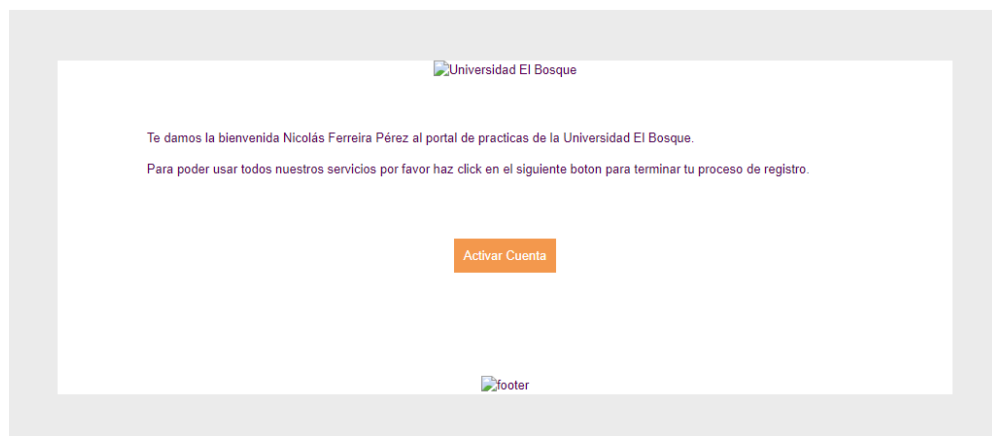 Universidad El Bosque
Te damos la bienvenida Nicolás Ferreira Pérez al portal de practicas de la Universidad El Bosque.
Para poder usar todos nuestros servicios por favor haz click en el siguiente boton para terminar tu proceso de registro.
Activar Cuenta
footer